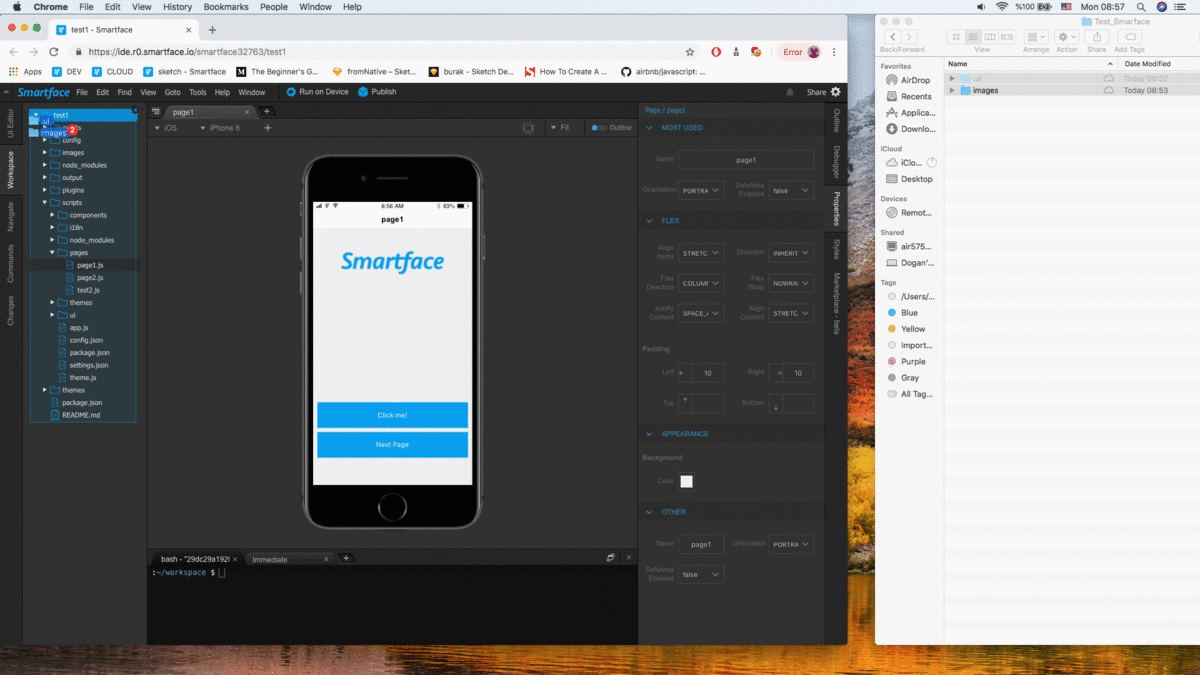 Chrome File Edit View History Bookmarks People Window Help
%100 Mon 08:57
test1 - Smartface
https://ide.r0.smartface.io/smartface32763/test1
Error
Apps DEV CLOUD sketch - Smartface The Beginner's G... fromNative – Sket... burak - Sketch De... How To Create A ... airbnb/javascript: ...
Smartface File Edit Find View Goto Tools Help Window Run on Device Publish Share
UI Editor
Workspace
Navigate
Commands
Changes
test1
.ui
images 2
config
images
node_modules
output
plugins
scripts
components
i18n
node_modules
pages
page1.js
page2.js
test2.js
themes
ui
app.js
config.json
package.json
settings.json
theme.js
themes
package.json
README.md
page1
iOS iPhone 8 Fit Outline
8:56 AM 63%
page1
Smartface
Click me!
Next Page
bash - "29dc29a192 Immediate
:~/workspace $
Page / page1
MOST USED
Name page1
Orientation PORTRA SafeArea Enabled false
FLEX
Align Items STRETC Direction INHERIT
Flex Direction COLUMN Flex Wrap NOWRA
Justify Content SPACE_ Align Content STRETC
Padding
Left 10 Right 10
Top Bottom
APPEARANCE
Background
Color
OTHER
Name page1 Orientation PORTRA
SafeArea Enabled false
Outline
Debugger
Properties
Styles
Marketplace - beta
Test_Smarface
Back/Forward View Arrange Action Share Add Tags
Favorites
AirDrop
Recents
Applica...
Downlo...
iCloud
iClo...
Desktop
Devices
Remot...
Shared
air575...
Dogan'...
Tags
/Users/...
Blue
Yellow
Import...
Purple
Gray
All Tag...
Name Date Modified
.ui Today 08:52
images Today 08:53